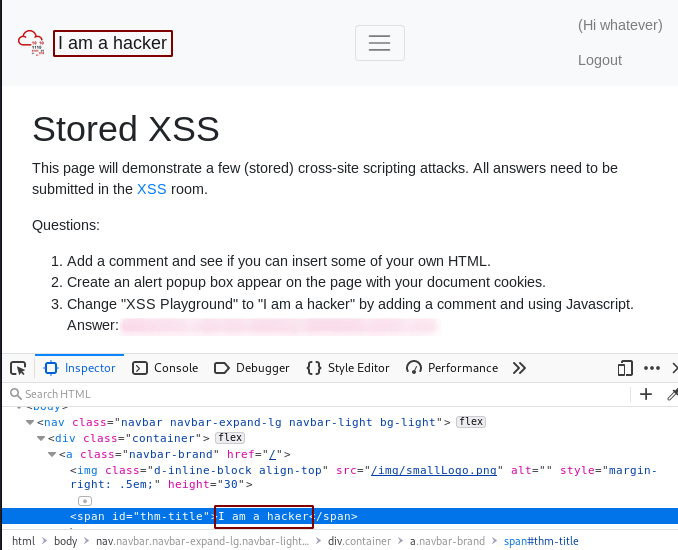 I am a hacker
(Hi whatever)
Logout
Stored XSS
This page will demonstrate a few (stored) cross-site scripting attacks. All answers need to be
submitted in the XSS room.
Questions:
1. Add a comment and see if you can insert some of your own HTML.
2. Create an alert popup box appear on the page with your document cookies.
3. Change "XSS Playground" to "I am a hacker" by adding a comment and using Javascript.
Answer:
Inspector Console Debugger Style Editor Performance
Search HTML
<body>
<nav class="navbar navbar-expand-lg navbar-light bg-light"> flex
<div class="container"> flex
<a class="navbar-brand" href="/">
<img class="d-inline-block align-top" src="/img/smallLogo.png" alt="" style="margin-
right: .5em;" height="30">
<span id="thm-title">I am a hacker</span>
html body nav.navbar.navbar-expand-lg.navbar-light... div.container a.navbar-brand span#thm-title